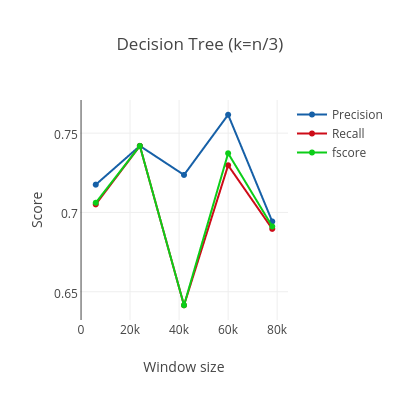 Decision Tree (k=n/3)
Precision
Recall
fscore
0.75
0.7
0.65
Score
0
20k
40k
60k
80k
Window size